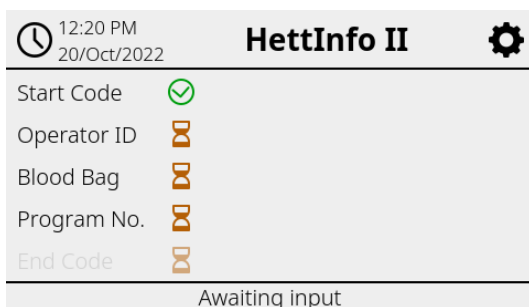 12:20 PM
20/Oct/2022
HettInfo II
Start Code
Operator ID
Blood Bag
Program No.
End Code
Awaiting input